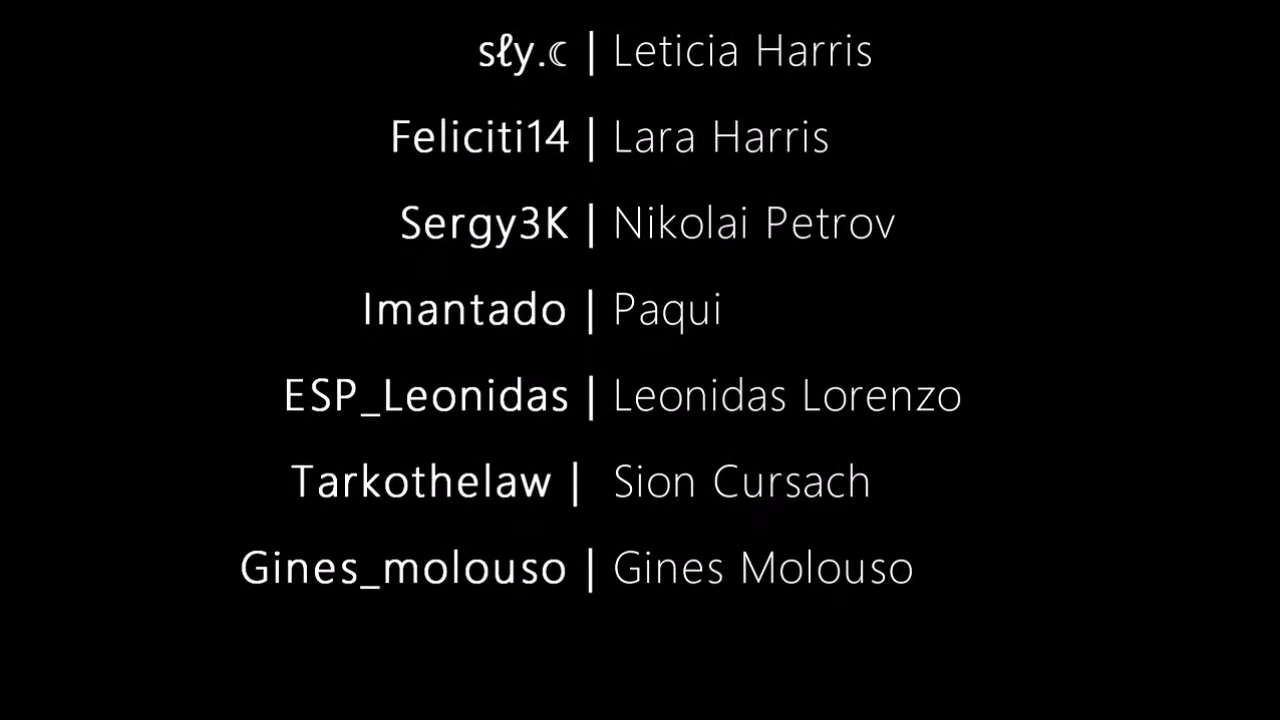 sły.☾ | Leticia Harris
Feliciti14 | Lara Harris
Sergy3K | Nikolai Petrov
Imantado | Paqui
ESP_Leonidas | Leonidas Lorenzo
Tarkothelaw | Sion Cursach
Gines_molouso | Gines Molouso